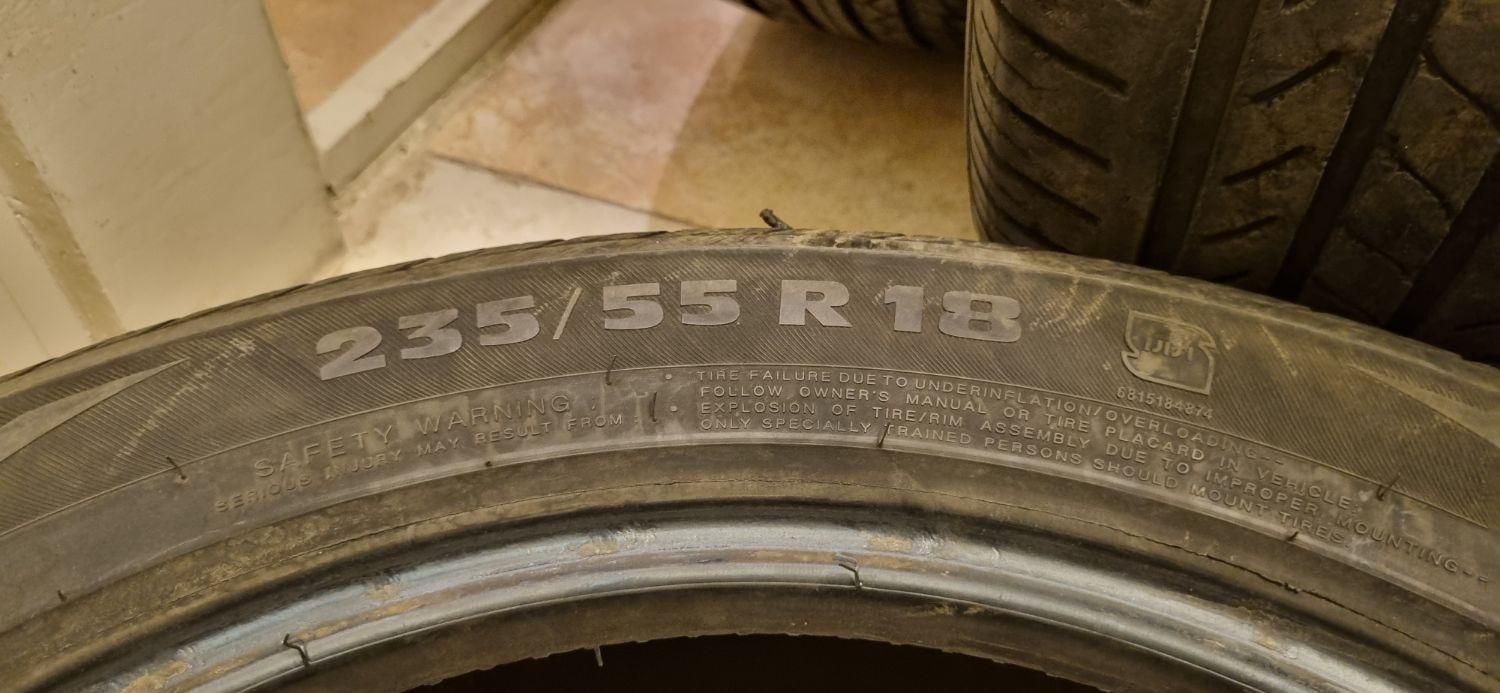 235/55 R 18
6815184874
SAFETY WARNING
SERIOUS INJURY MAY RESULT FROM :
• TIRE FAILURE DUE TO UNDERINFLATION/OVERLOADING--
FOLLOW OWNER'S MANUAL OR TIRE PLACARD IN VEHICLE.
• EXPLOSION OF TIRE/RIM ASSEMBLY DUE TO IMPROPER MOUNTING--
ONLY SPECIALLY TRAINED PERSONS SHOULD MOUNT TIRES.